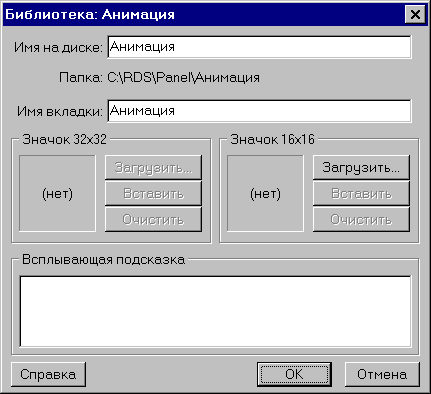 Библиотека: Анимация
Имя на диске: Анимация
Папка: C:\RDS\Panel\Анимация
Имя вкладки: Анимация
Значок 32x32
(нет)
Загрузить...
Вставить
Очистить
Значок 16x16
(нет)
Загрузить...
Вставить
Очистить
Всплывающая подсказка
Справка OK Отмена